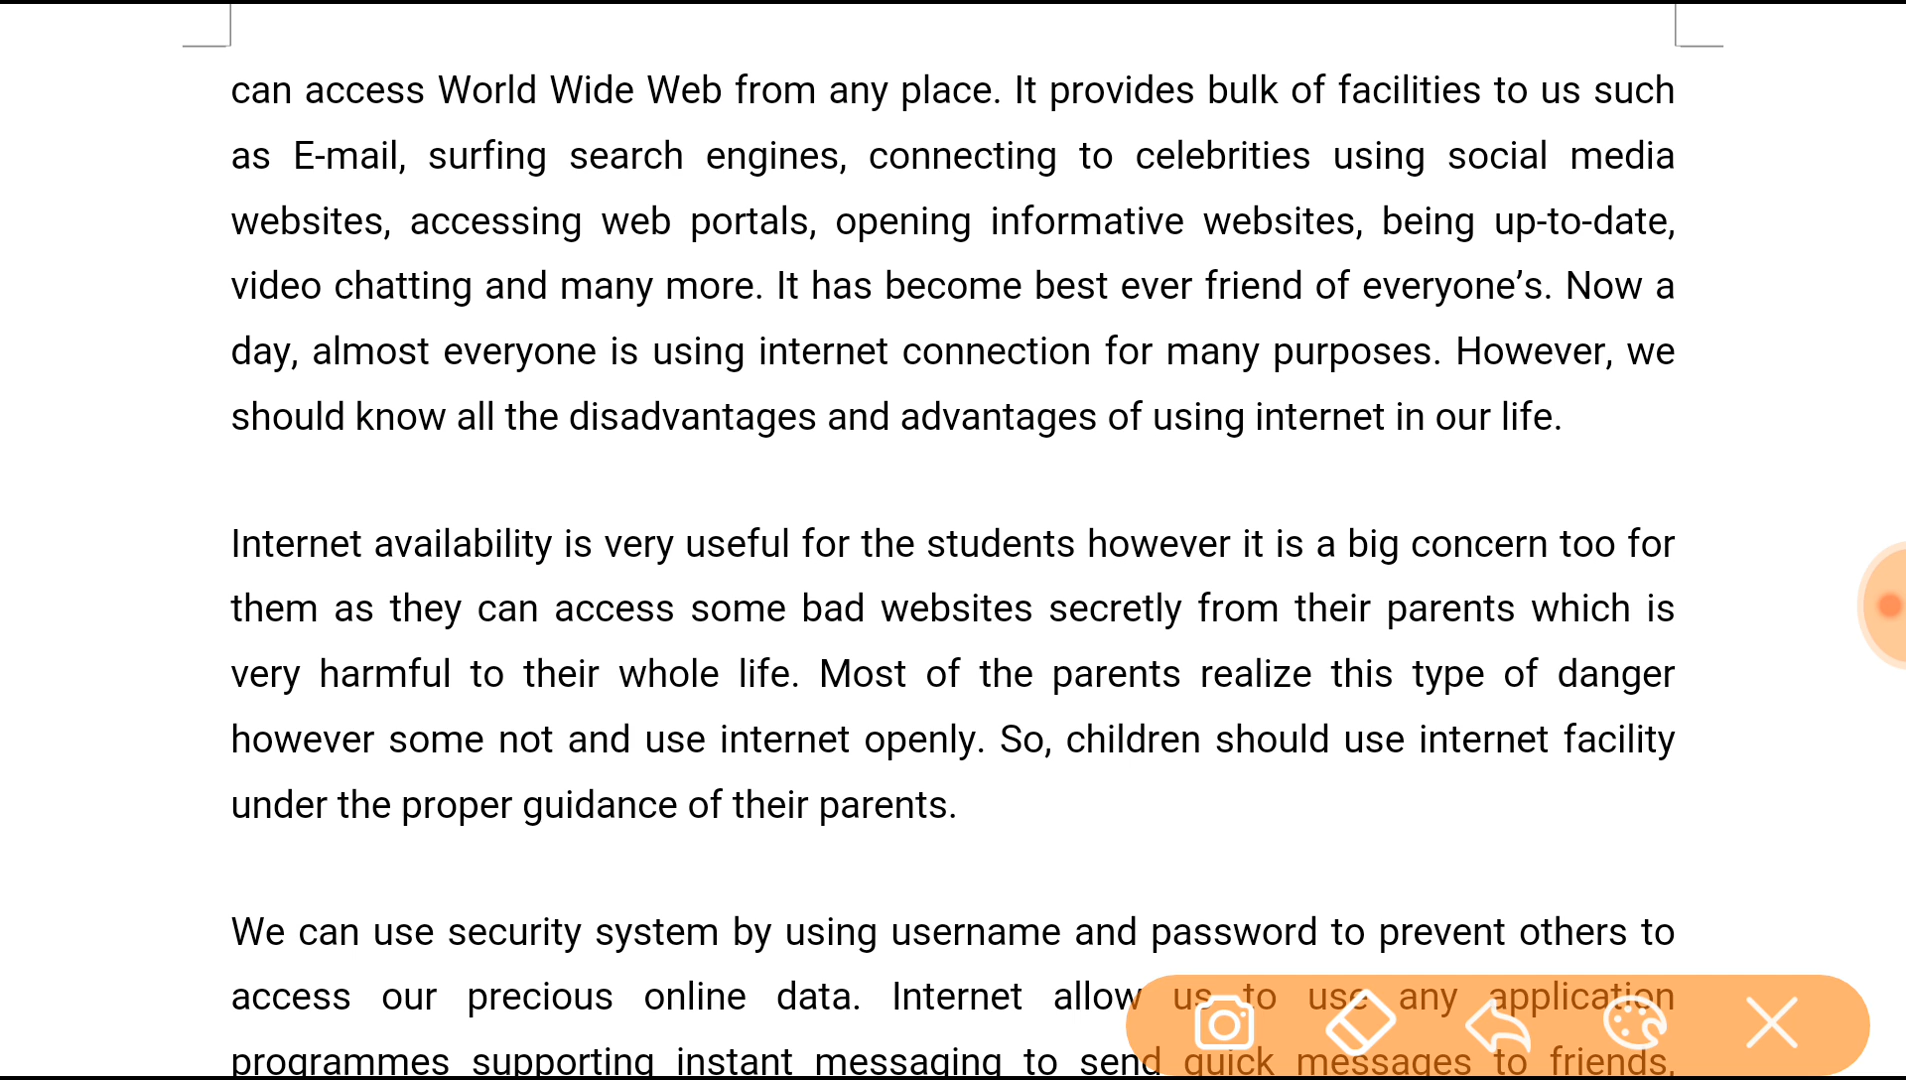 can access World Wide Web from any place. It provides bulk of facilities to us such
as E-mail, surfing search engines, connecting to celebrities using social media
websites, accessing web portals, opening informative websites, being up-to-date,
video chatting and many more. It has become best ever friend of everyone’s. Now a
day, almost everyone is using internet connection for many purposes. However, we
should know all the disadvantages and advantages of using internet in our life.
Internet availability is very useful for the students however it is a big concern too for
them as they can access some bad websites secretly from their parents which is
very harmful to their whole life. Most of the parents realize this type of danger
however some not and use internet openly. So, children should use internet facility
under the proper guidance of their parents.
We can use security system by using username and password to prevent others to
access our precious online data. Internet allow us to use any application
programmes supporting instant messaging to send quick messages to friends,